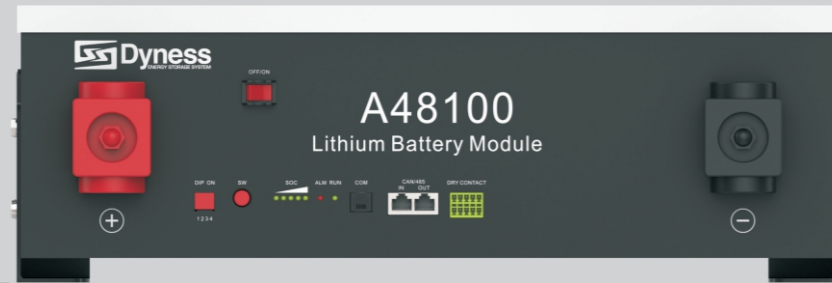 Dyness
ENERGY STORAGE SYSTEM
OFF/ON
A48100
Lithium Battery Module
DIP ON
SW
SOC
ALM RUN
COM
CAN/485
IN OUT
DRY CONTACT
1 2 3 4
+
−